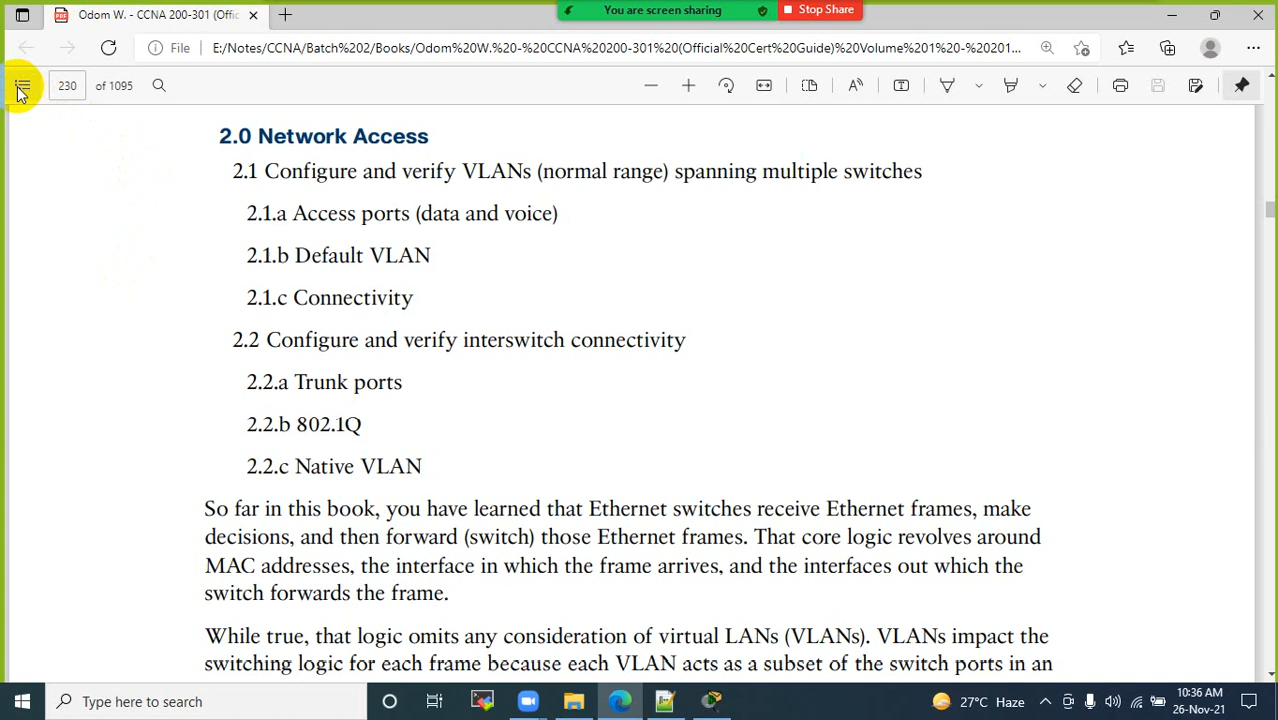 Odom W. - CCNA 200-301 (Offic
You are screen sharing
Stop Share
File
E:/Notes/CCNA/Batch%202/Books/Odom%20W.%20-%20CCNA%20200-301%20(Official%20Cert%20Guide)%20Volume%201%20-%20201...
230 of 1095
2.0 Network Access
2.1 Configure and verify VLANs (normal range) spanning multiple switches
2.1.a Access ports (data and voice)
2.1.b Default VLAN
2.1.c Connectivity
2.2 Configure and verify interswitch connectivity
2.2.a Trunk ports
2.2.b 802.1Q
2.2.c Native VLAN
So far in this book, you have learned that Ethernet switches receive Ethernet frames, make
decisions, and then forward (switch) those Ethernet frames. That core logic revolves around
MAC addresses, the interface in which the frame arrives, and the interfaces out which the
switch forwards the frame.
While true, that logic omits any consideration of virtual LANs (VLANs). VLANs impact the
switching logic for each frame because each VLAN acts as a subset of the switch ports in an
Type here to search
27°C Haze
10:36 AM
26-Nov-21